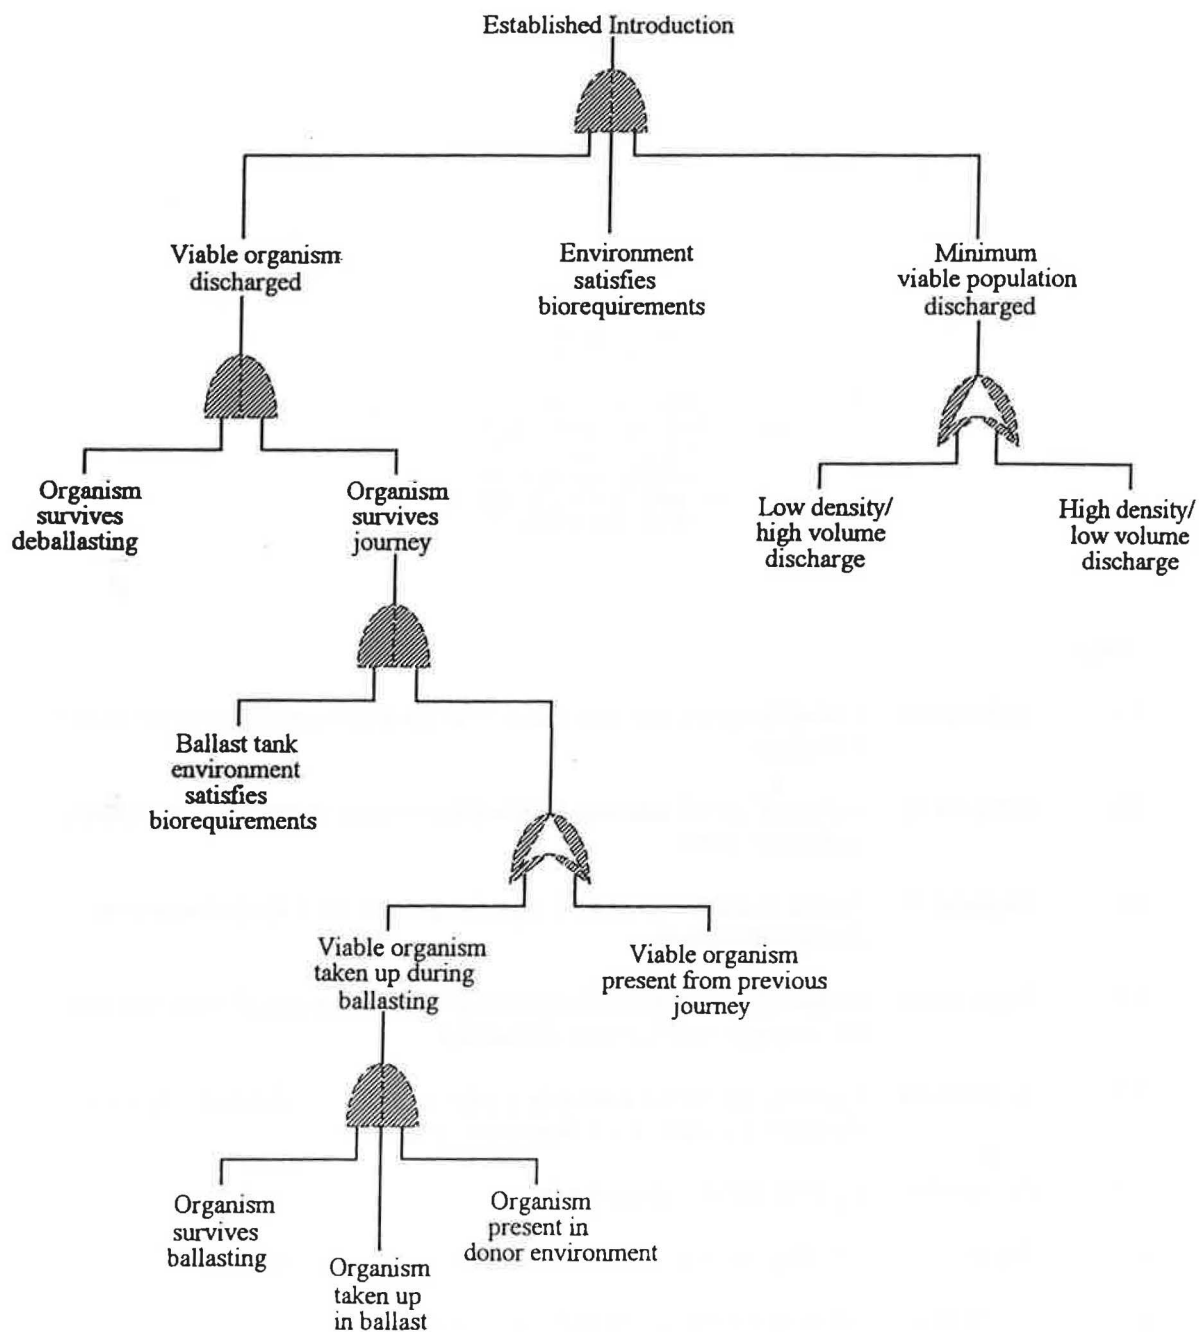 Established Introduction
Viable organism
discharged
Environment
satisfies
biorequirements
Minimum
viable population
discharged
Organism
survives
deballasting
Organism
survives
journey
Low density/
high volume
discharge
High density/
low volume
discharge
Ballast tank
environment
satisfies
biorequirements
Viable organism
taken up during
ballasting
Viable organism
present from previous
journey
Organism
survives
ballasting
Organism
taken up
in ballast
Organism
present in
donor environment